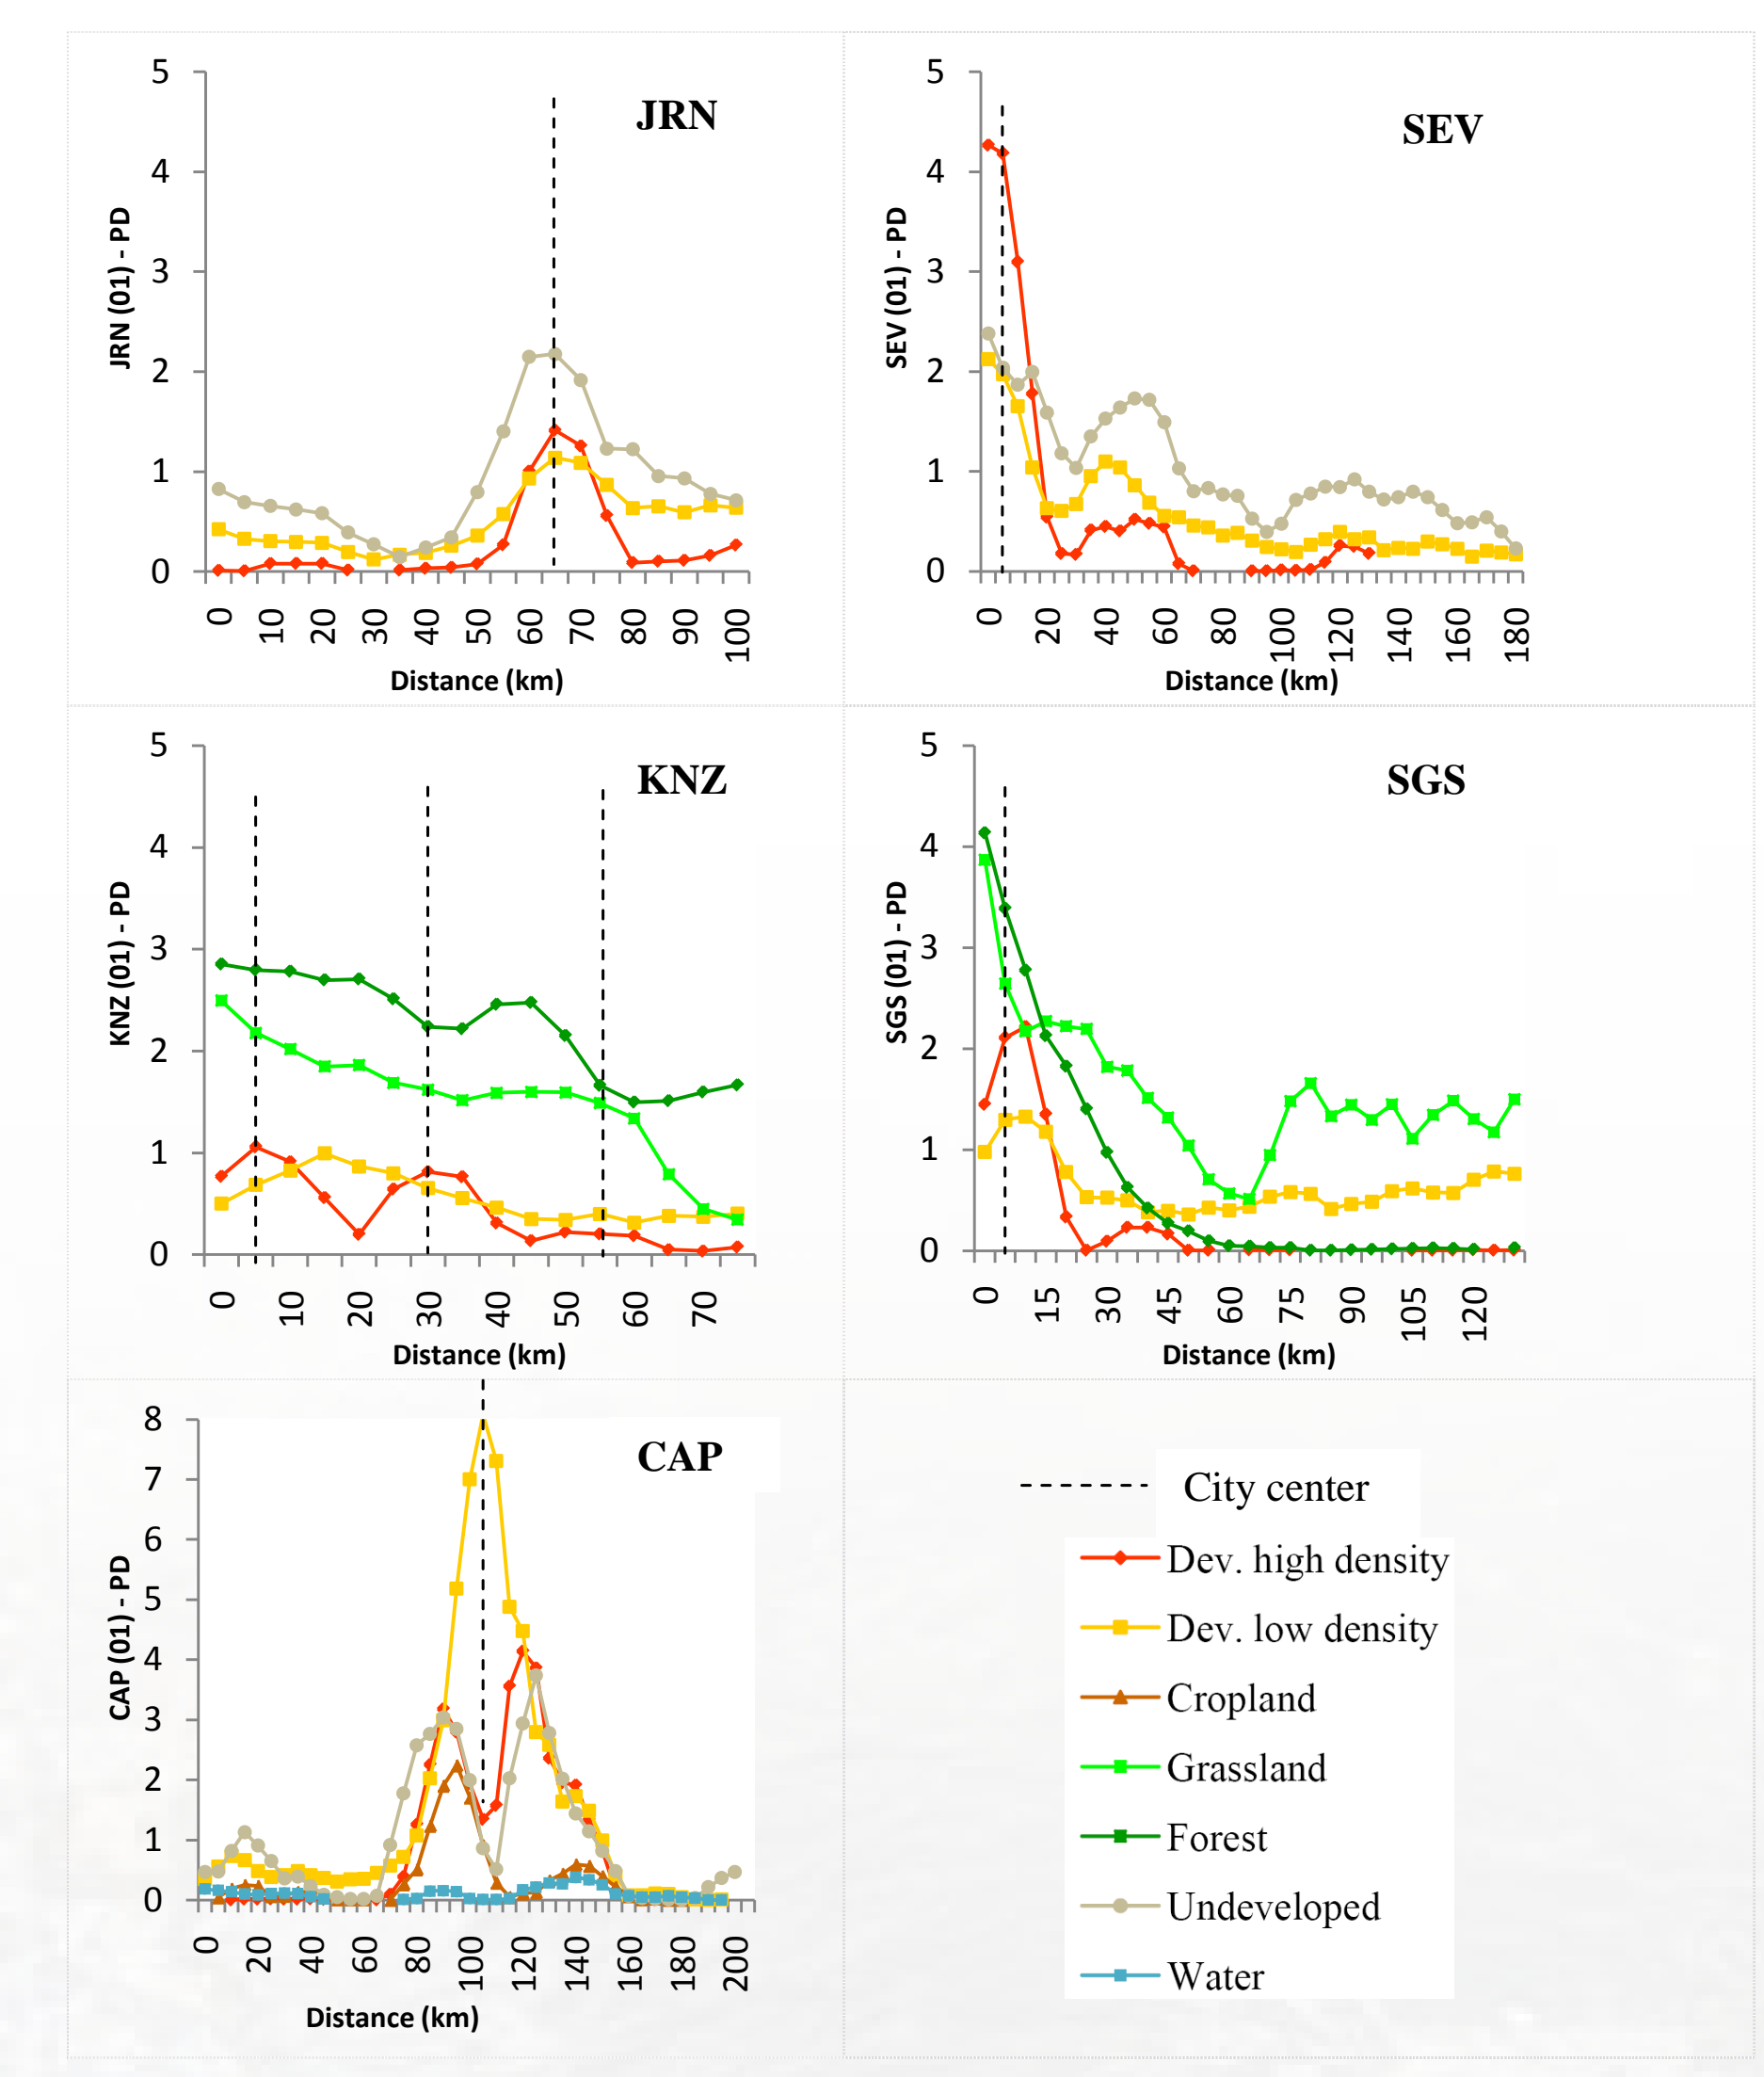 JRN
JRN (01) - PD
5
4
3
2
1
0
0 10 20 30 40 50 60 70 80 90 100
Distance (km)
SEV
SEV (01) - PD
5
4
3
2
1
0
0 20 40 60 80 100 120 140 160 180
Distance (km)
KNZ
KNZ (01) - PD
5
4
3
2
1
0
0 10 20 30 40 50 60 70
Distance (km)
SGS
SGS (01) - PD
5
4
3
2
1
0
0 15 30 45 60 75 90 105 120
Distance (km)
CAP
CAP (01) - PD
8
7
6
5
4
3
2
1
0
0 20 40 60 80 100 120 140 160 180 200
Distance (km)
City center
Dev. high density
Dev. low density
Cropland
Grassland
Forest
Undeveloped
Water